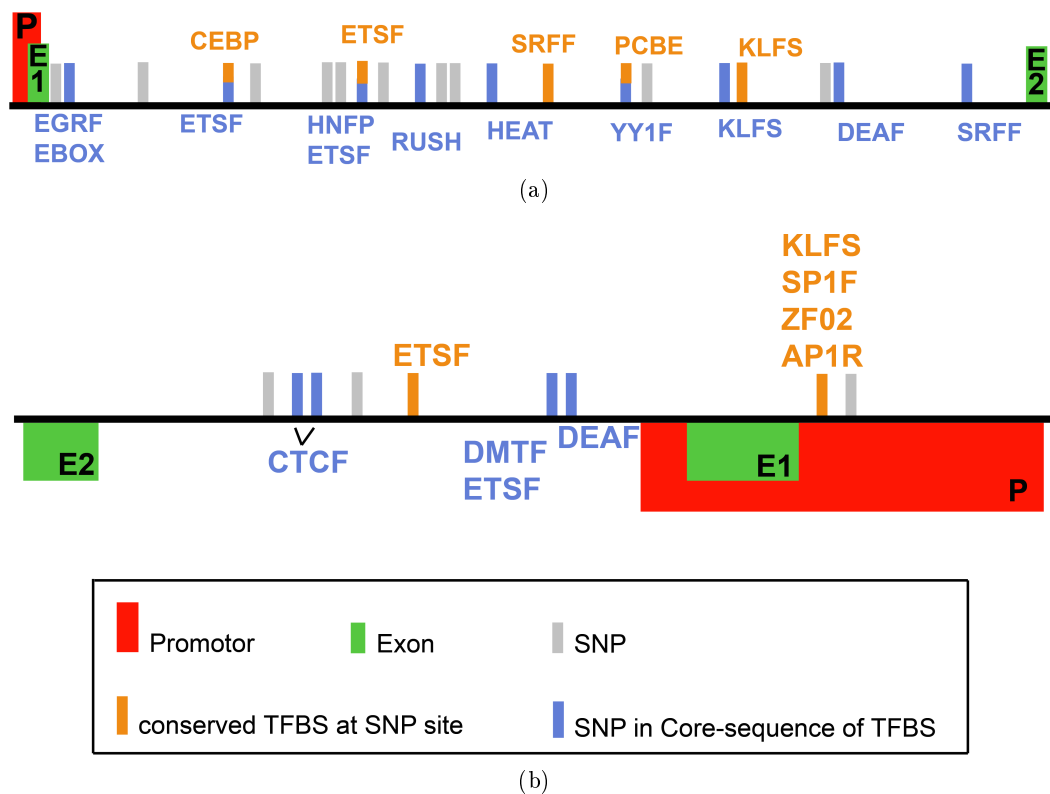 P
E
1
CEBP
ETSF
SRFF
PCBE
KLFS
E
2
EGRF
EBOX
ETSF
HNFP
ETSF
RUSH
HEAT
YY1F
KLFS
DEAF
SRFF
(a)
KLFS
SP1F
ZF02
AP1R
ETSF
E2
CTCF
DMTF
ETSF
DEAF
E1
P
Promotor
Exon
SNP
conserved TFBS at SNP site
SNP in Core-sequence of TFBS
(b)